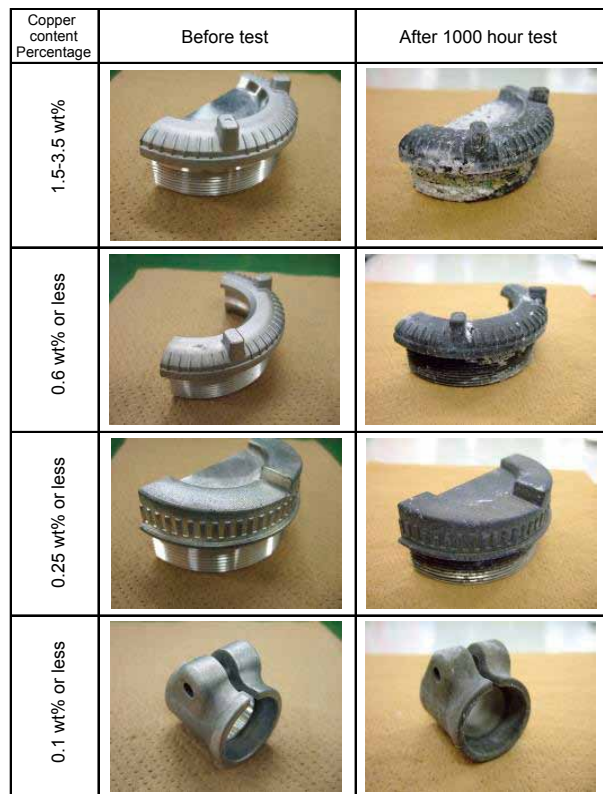 Copper
content
Percentage
Before test
After 1000 hour test
1.5-3.5 wt%
0.6 wt% or less
0.25 wt% or less
0.1 wt% or less